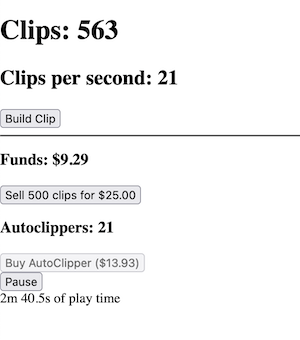 Clips: 563
Clips per second: 21
Build Clip
Funds: $9.29
Sell 500 clips for $25.00
Autoclippers: 21
Buy AutoClipper ($13.93)
Pause
2m 40.5s of play time